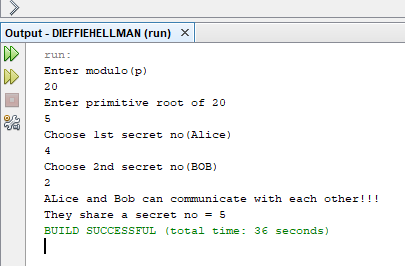 Output - DIEFFIEHELLMAN (run)
run:
Enter modulo(p)
20
Enter primitive root of 20
5
Choose 1st secret no(Alice)
4
Choose 2nd secret no(BOB)
2
ALice and Bob can communicate with each other!!!
They share a secret no = 5
BUILD SUCCESSFUL (total time: 36 seconds)